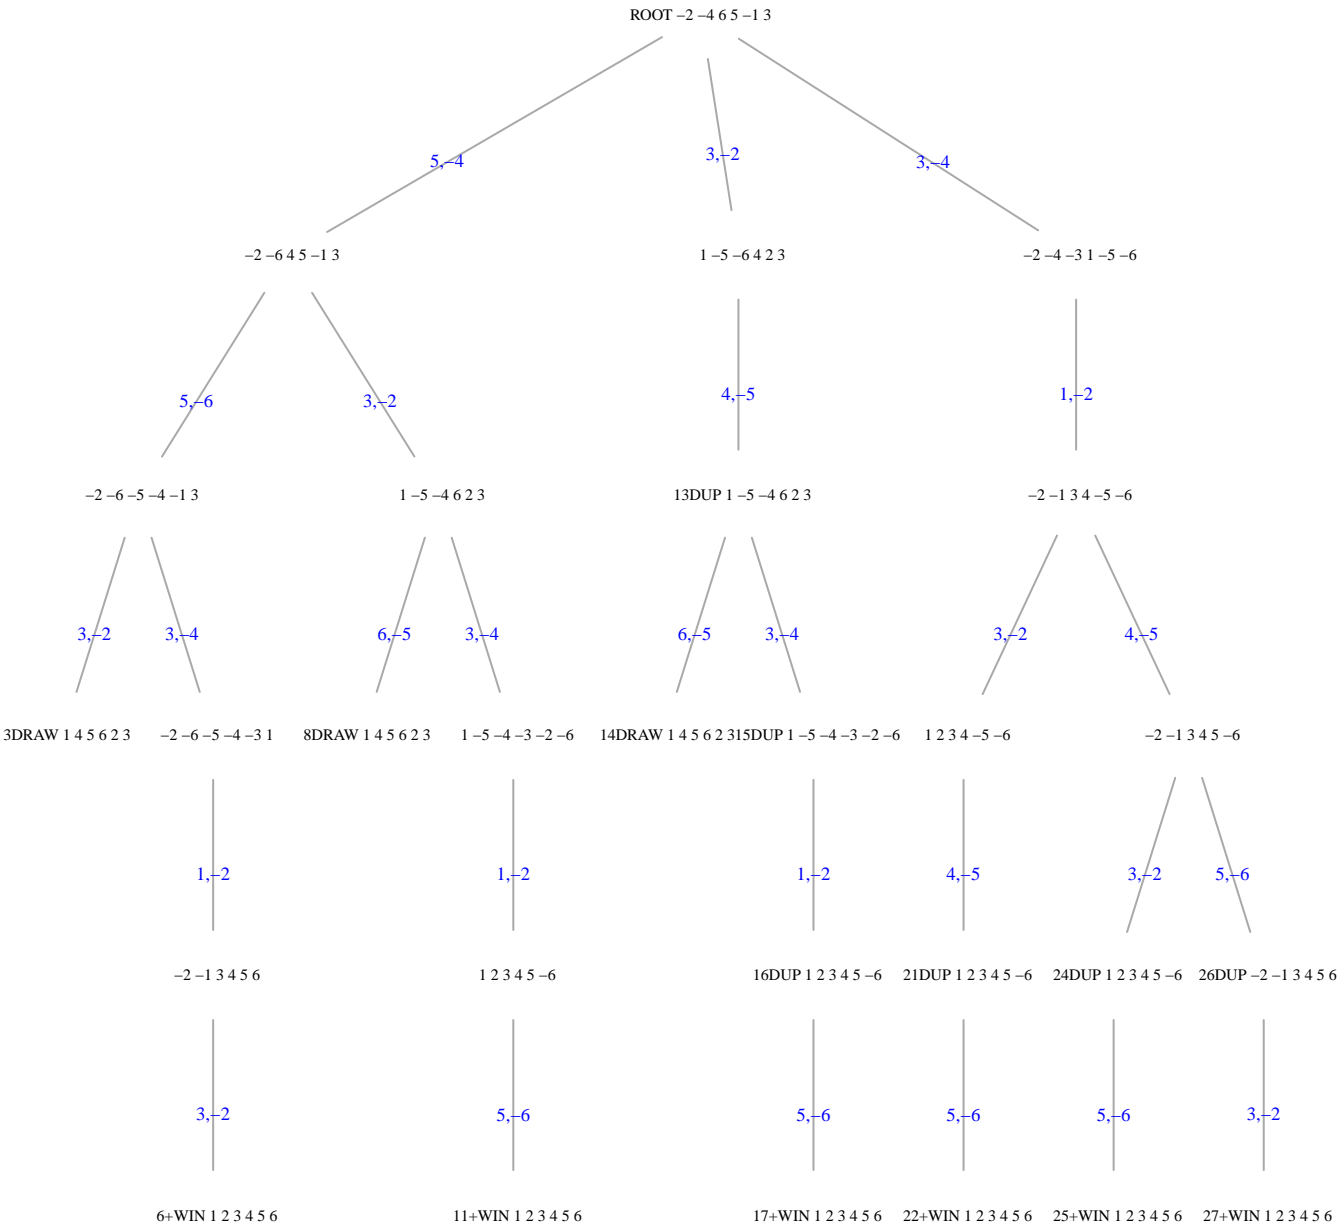 ROOT −2 −4 6 5 −1 3
5,−4
3,−2
3,−4
−2 −6 4 5 −1 3
1 −5 −6 4 2 3
−2 −4 −3 1 −5 −6
5,−6
3,−2
4,−5
1,−2
−2 −6 −5 −4 −1 3
1 −5 −4 6 2 3
13DUP 1 −5 −4 6 2 3
−2 −1 3 4 −5 −6
3,−2
3,−4
6,−5
3,−4
6,−5
3,−4
3,−2
4,−5
3DRAW 1 4 5 6 2 3
−2 −6 −5 −4 −3 1
8DRAW 1 4 5 6 2 3
1 −5 −4 −3 −2 −6
14DRAW 1 4 5 6 2 3
15DUP 1 −5 −4 −3 −2 −6
1 2 3 4 −5 −6
−2 −1 3 4 5 −6
1,−2
1,−2
1,−2
4,−5
3,−2
5,−6
−2 −1 3 4 5 6
1 2 3 4 5 −6
16DUP 1 2 3 4 5 −6
21DUP 1 2 3 4 5 −6
24DUP 1 2 3 4 5 −6
26DUP −2 −1 3 4 5 6
3,−2
5,−6
5,−6
5,−6
5,−6
3,−2
6+WIN 1 2 3 4 5 6
11+WIN 1 2 3 4 5 6
17+WIN 1 2 3 4 5 6
22+WIN 1 2 3 4 5 6
25+WIN 1 2 3 4 5 6
27+WIN 1 2 3 4 5 6